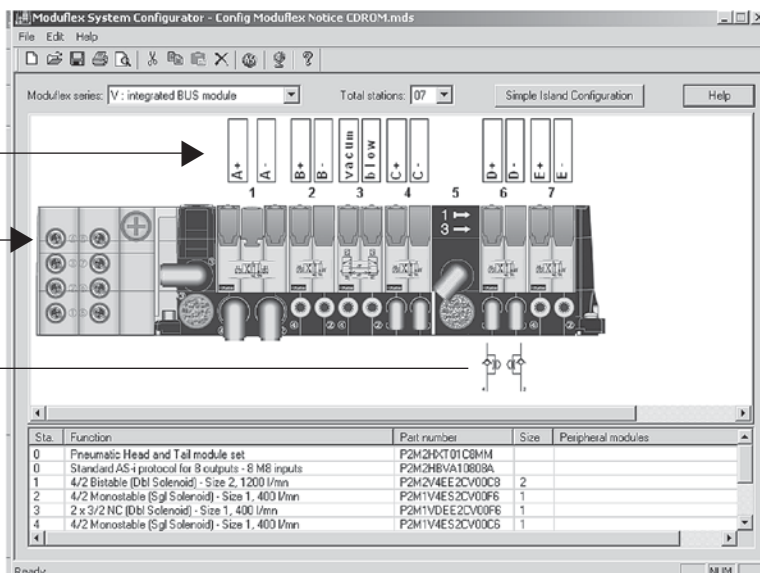 Moduflex System Configurator - Config Moduflex Notice CDROM.mds
File Edit Help
Moduflex series: V : integrated BUS module Total stations: 07 Simple Island Configuration Help
A+ A- B+ B- vacum blow C+ C- D+ D- E+ E-
1 2 3 4 5 6 7
1
3
Sta. Function Part number Size Peripheral modules
0 Pneumatic Head and Tail module set P2M2HXT01C8MM
0 Standard AS-i protocol for 8 outputs - 8 M8 inputs P2M2HBVA10808A
1 4/2 Bistable (Dbl Solenoid) - Size 2, 1200 l/mn P2M2V4EE2CV00C8 2
2 4/2 Monostable (Sgl Solenoid) - Size 1, 400 l/mn P2M1V4ES2CV00F6 1
3 2 x 3/2 NC (Dbl Solenoid) - Size 1, 400 l/mn P2M1VDEE2CV00F6 1
4 4/2 Monostable (Sgl Solenoid) - Size 1, 400 l/mn P2M1V4ES2CV00C6 1
Ready NUM